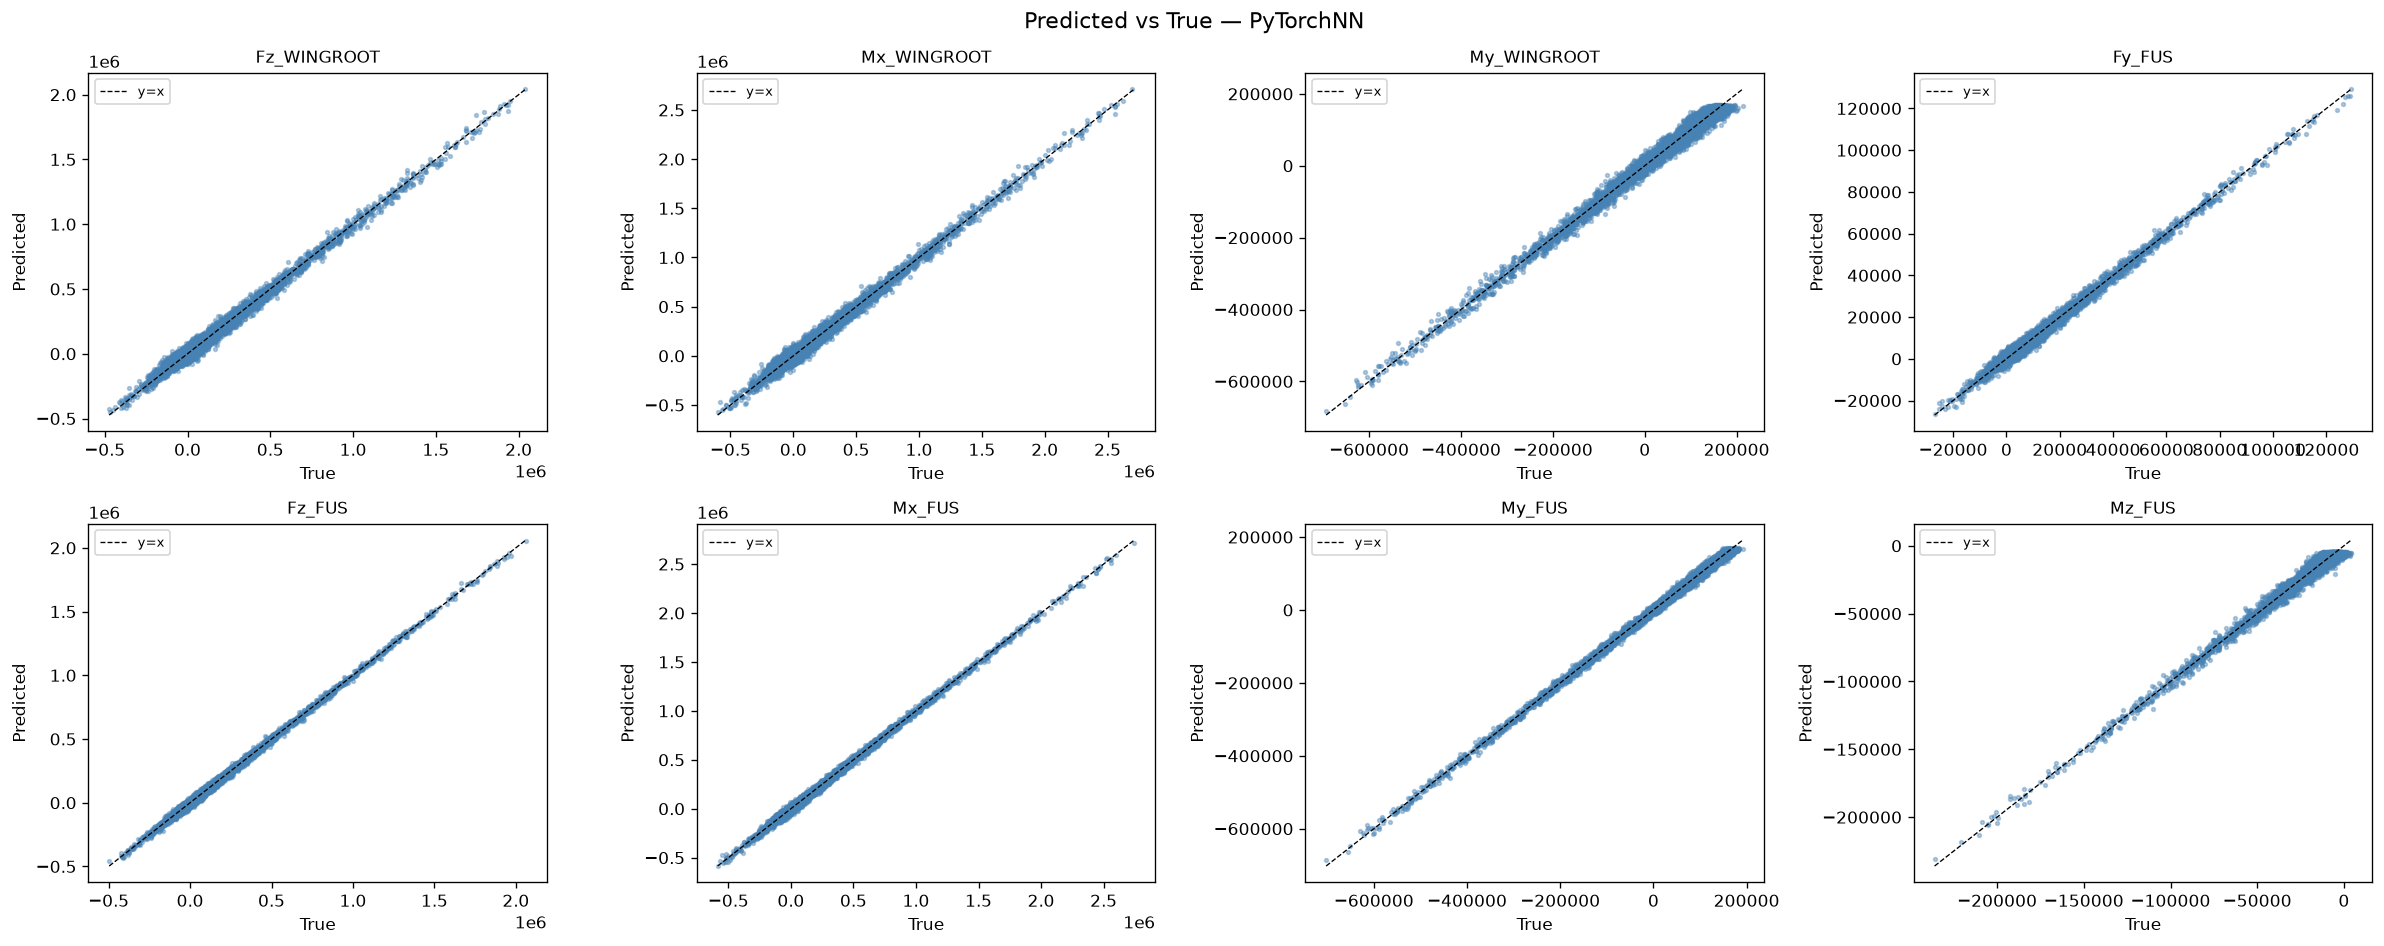 Predicted vs True — PyTorchNN
Fz_WINGROOT
1e6
y=x
2.0
1.5
1.0
0.5
0.0
−0.5
Predicted
−0.5 0.0 0.5 1.0 1.5 2.0
True
1e6
Mx_WINGROOT
1e6
y=x
2.5
2.0
1.5
1.0
0.5
0.0
−0.5
Predicted
−0.5 0.0 0.5 1.0 1.5 2.0 2.5
True
1e6
My_WINGROOT
y=x
200000
0
−200000
−400000
−600000
Predicted
−600000 −400000 −200000 0 200000
True
Fy_FUS
y=x
120000
100000
80000
60000
40000
20000
0
−20000
Predicted
−20000 0 20000 40000 60000 80000 100000 120000
True
Fz_FUS
1e6
y=x
2.0
1.5
1.0
0.5
0.0
−0.5
Predicted
−0.5 0.0 0.5 1.0 1.5 2.0
True
1e6
Mx_FUS
1e6
y=x
2.5
2.0
1.5
1.0
0.5
0.0
−0.5
Predicted
−0.5 0.0 0.5 1.0 1.5 2.0 2.5
True
1e6
My_FUS
y=x
200000
0
−200000
−400000
−600000
Predicted
−600000 −400000 −200000 0 200000
True
Mz_FUS
y=x
0
−50000
−100000
−150000
−200000
Predicted
−200000 −150000 −100000 −50000 0
True